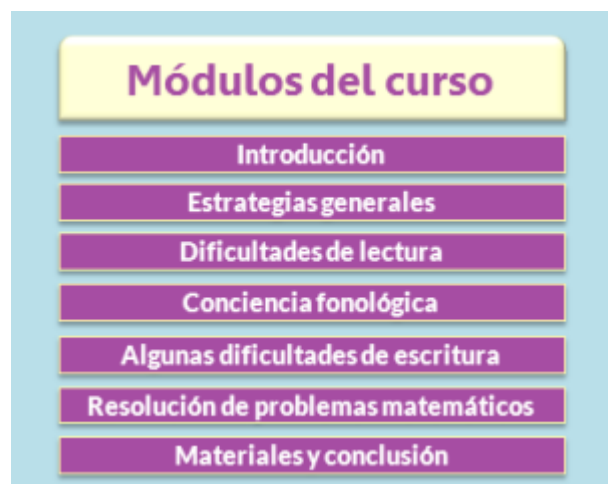 Módulos del curso
Introducción
Estrategias generales
Dificultades de lectura
Conciencia fonológica
Algunas dificultades de escritura
Resolución de problemas matemáticos
Materiales y conclusión